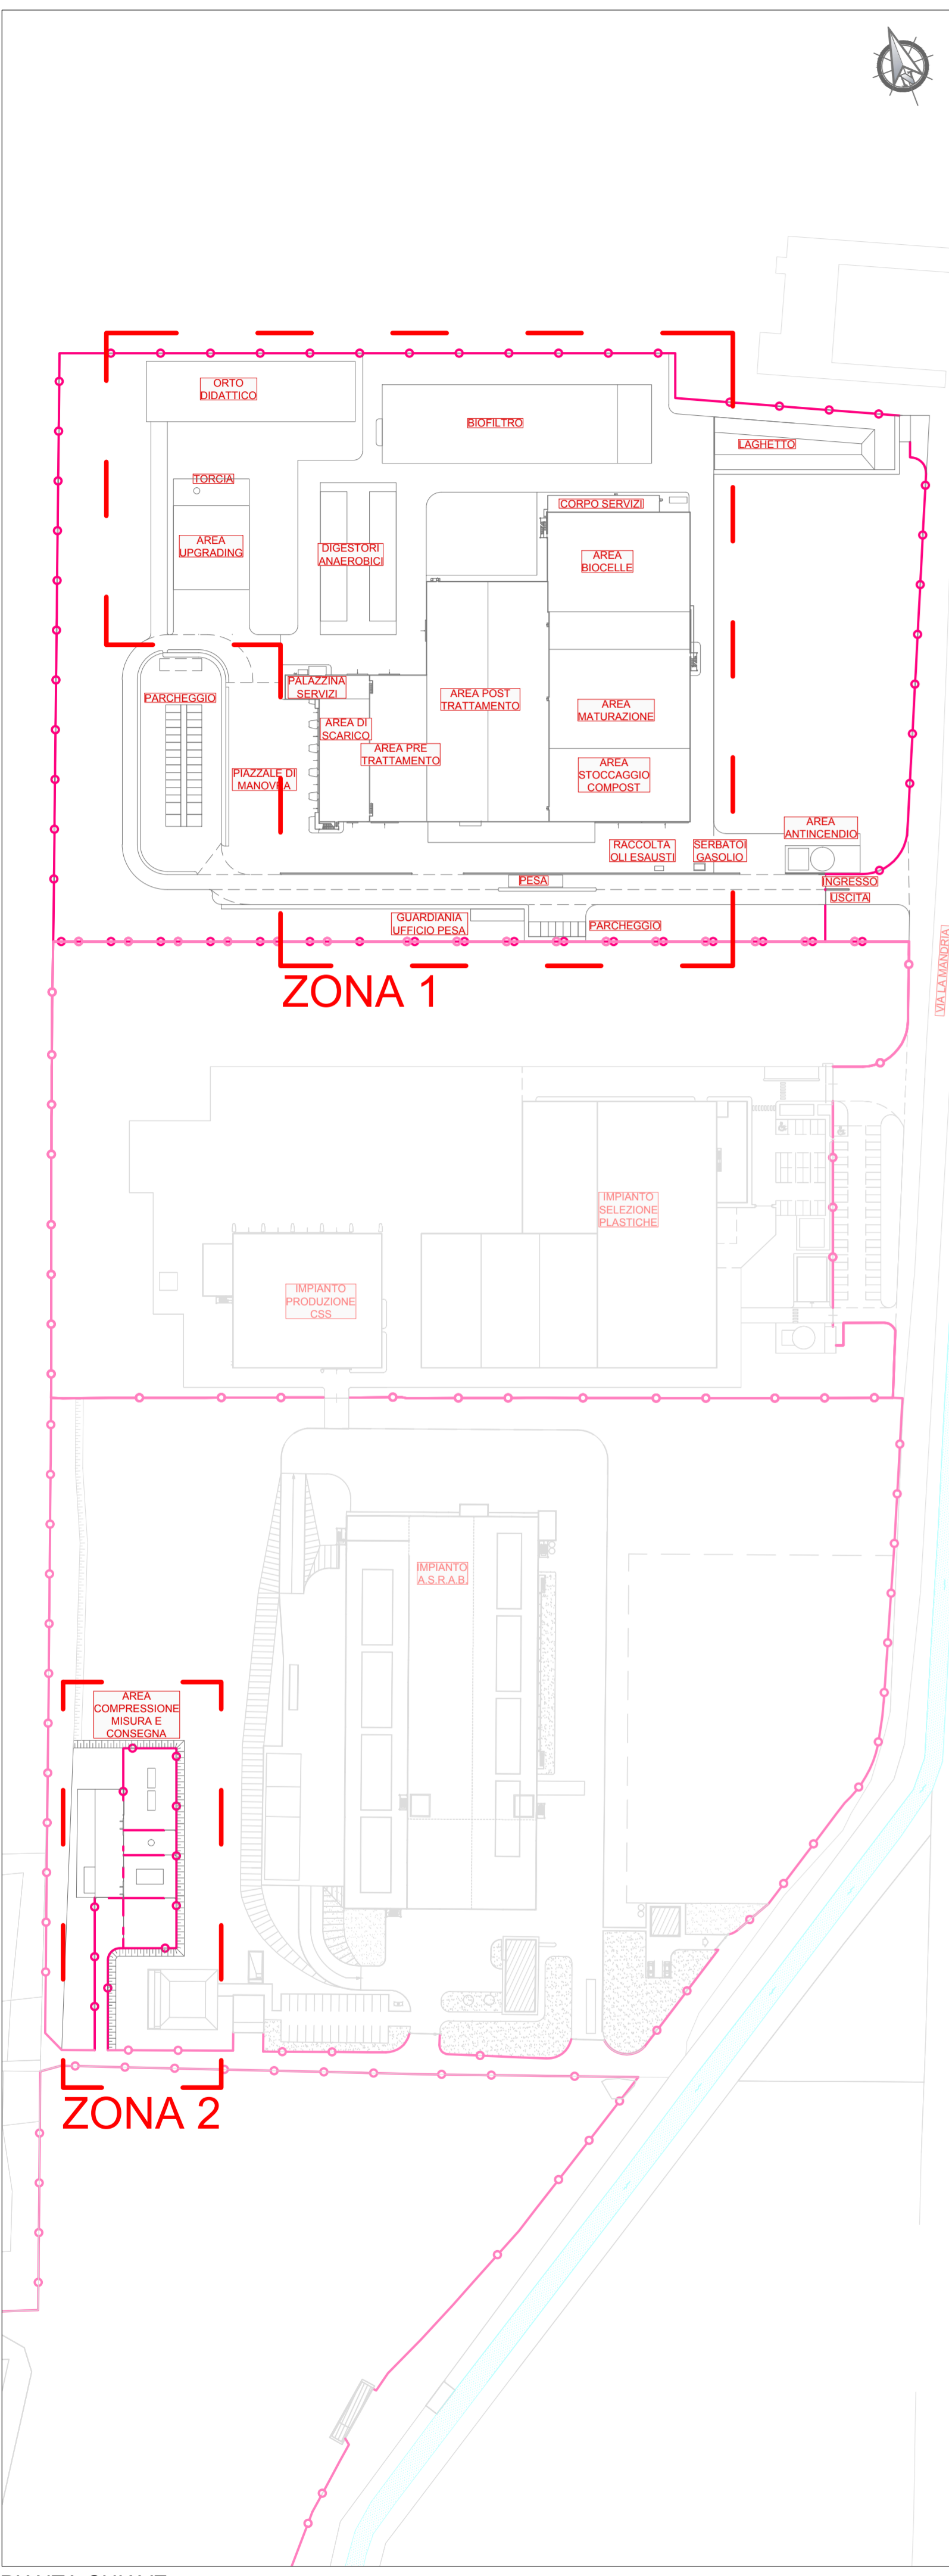 N
ORTO
DIDATTICO
BIOFILTRO
LAGHETTO
TORCIA
CORPO SERVIZI
AREA
UPGRADING
DIGESTORI
ANAEROBICI
AREA
BIOCELLE
PALAZZINA
SERVIZI
PARCHEGGIO
AREA POST
TRATTAMENTO
AREA
MATURAZIONE
AREA DI
SCARICO
AREA PRE
TRATTAMENTO
PIAZZALE DI
MANOVRA
AREA
STOCCAGGIO
COMPOST
AREA
ANTINCENDIO
RACCOLTA
OLI ESAUSTI
SERBATOI
GASOLIO
PESA
INGRESSO
USCITA
GUARDIANIA
UFFICIO PESA
PARCHEGGIO
VIA LA MANDRIA
ZONA 1
IMPIANTO
SELEZIONE
PLASTICHE
IMPIANTO
PRODUZIONE
CSS
IMPIANTO
A.S.R.A.B.
AREA
COMPRESSIONE
MISURA E
CONSEGNA
ZONA 2